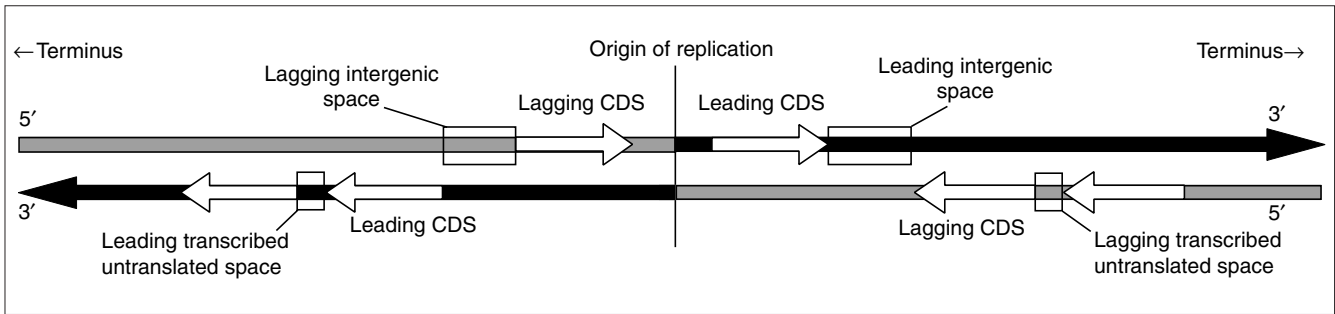 ←Terminus
Origin of replication
Terminus→
Lagging intergenic
space
Leading intergenic
space
Lagging CDS
Leading CDS
5′
3′
3′
5′
Leading CDS
Lagging CDS
Leading transcribed
untranslated space
Lagging transcribed
untranslated space